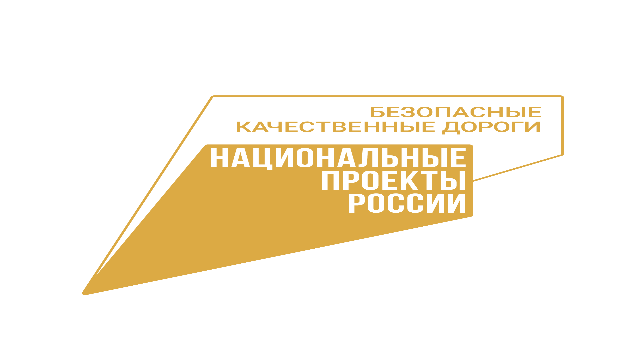 БЕЗОПАСНЫЕ
КАЧЕСТВЕННЫЕ ДОРОГИ
НАЦИОНАЛЬНЫЕ
ПРОЕКТЫ
РОССИИ